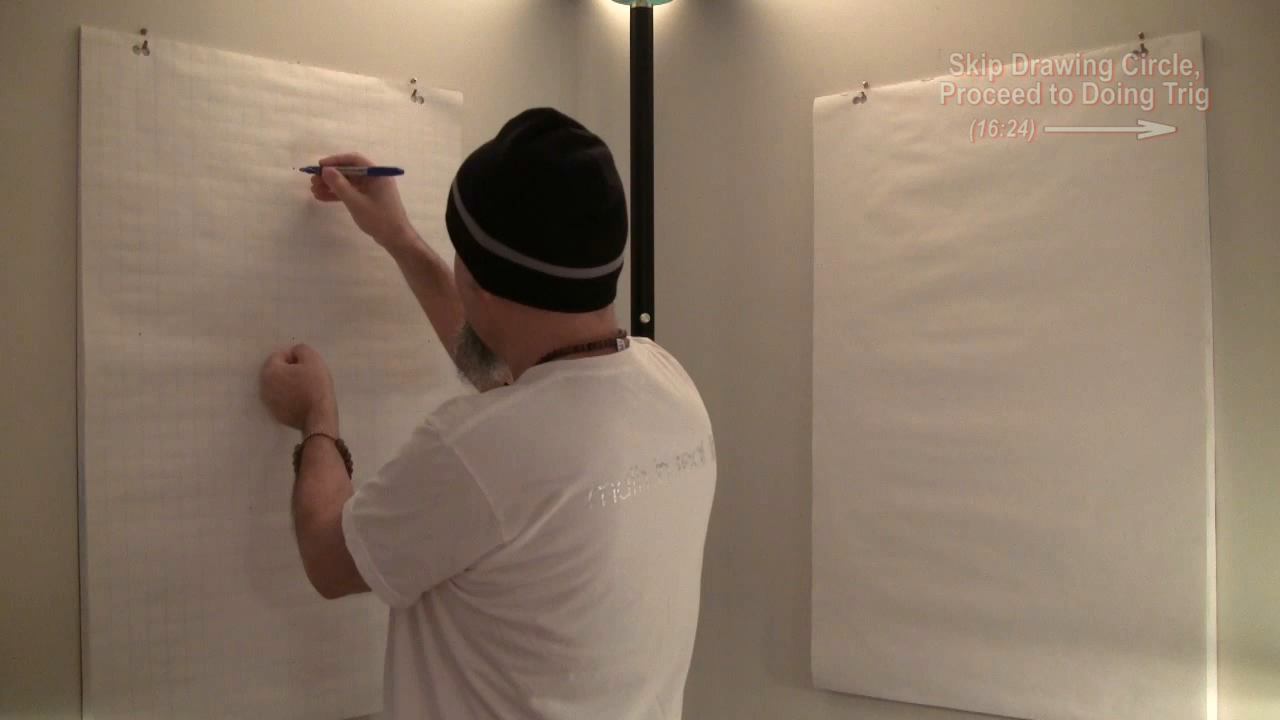 Skip Drawing Circle,
Proceed to Doing Trig
(16:24)